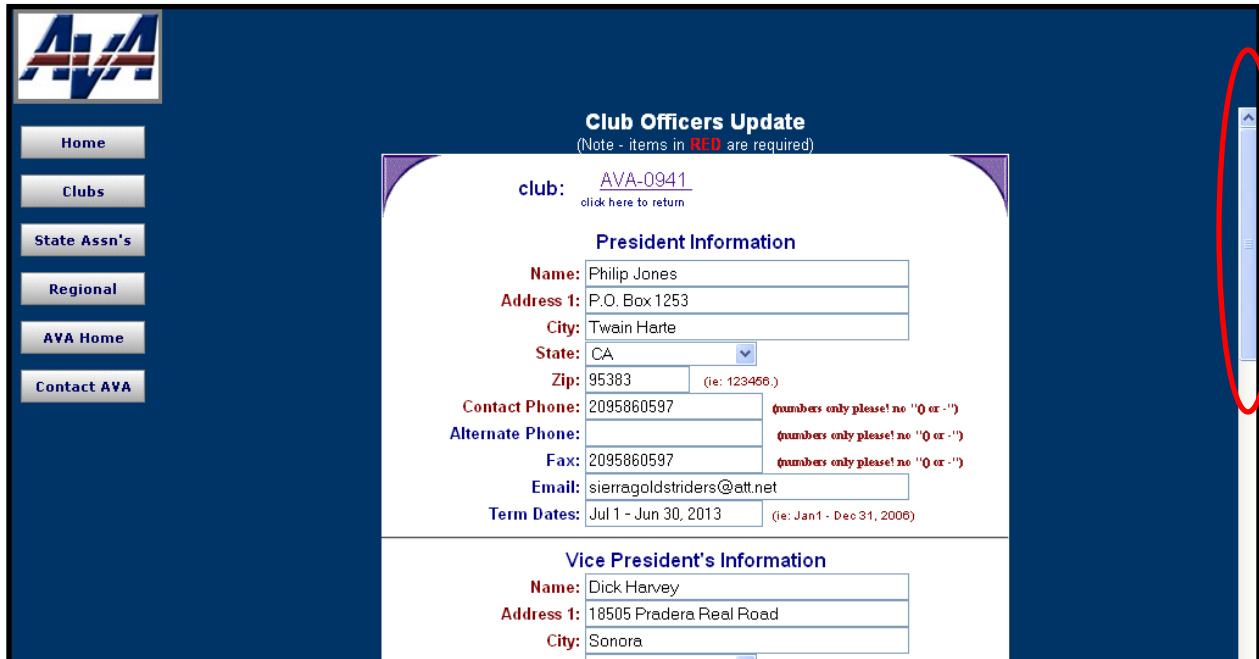 AVA
Home
Clubs
State Assn's
Regional
AVA Home
Contact AVA
Club Officers Update
(Note - items in RED are required)
club: AVA-0941
click here to return
President Information
Name: Philip Jones
Address 1: P.O. Box 1253
City: Twain Harte
State: CA
Zip: 95383 (ie: 123456.)
Contact Phone: 2095860597 (numbers only please! no "() or -")
Alternate Phone: (numbers only please! no "() or -")
Fax: 2095860597 (numbers only please! no "() or -")
Email: sierragoldstriders@att.net
Term Dates: Jul 1 - Jun 30, 2013 (ie: Jan1 - Dec 31, 2006)
Vice President's Information
Name: Dick Harvey
Address 1: 18505 Pradera Real Road
City: Sonora